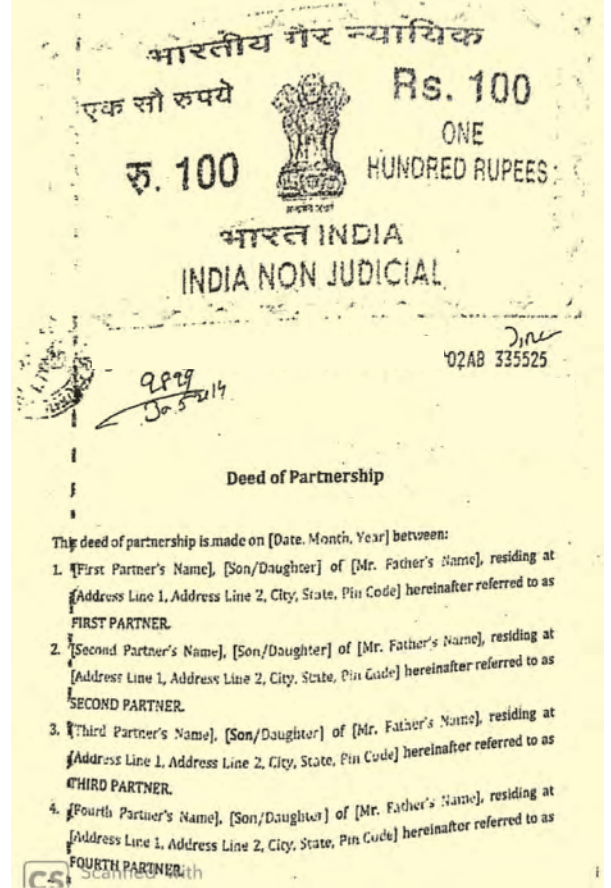 भारतीय गैर न्यायिक
एक सौ रुपये
Rs. 100
रु. 100
ONE
HUNDRED RUPEES
सत्यमेव जयते
भारत INDIA
INDIA NON JUDICIAL
02AB 335525
Deed of Partnership
This deed of partnership is made on [Date. Month, Year] between:
1. [First Partner's Name], [Son/Daughter] of [Mr. Father's Name], residing at
[Address Line 1, Address Line 2, City, State, Pin Code] hereinafter referred to as
FIRST PARTNER.
2. [Second Partner's Name], [Son/Daughter] of [Mr. Father's Name], residing at
[Address Line 1, Address Line 2, City, State, Pin Code] hereinafter referred to as
SECOND PARTNER.
3. [Third Partner's Name], [Son/Daughter] of [Mr. Father's Name], residing at
[Address Line 1, Address Line 2, City, State, Pin Code] hereinafter referred to as
THIRD PARTNER.
4. [Fourth Partner's Name], [Son/Daughter] of [Mr. Father's Name], residing at
[Address Line 1, Address Line 2, City, State, Pin Code] hereinafter referred to as
FOURTH PARTNER.
CS Scanned with